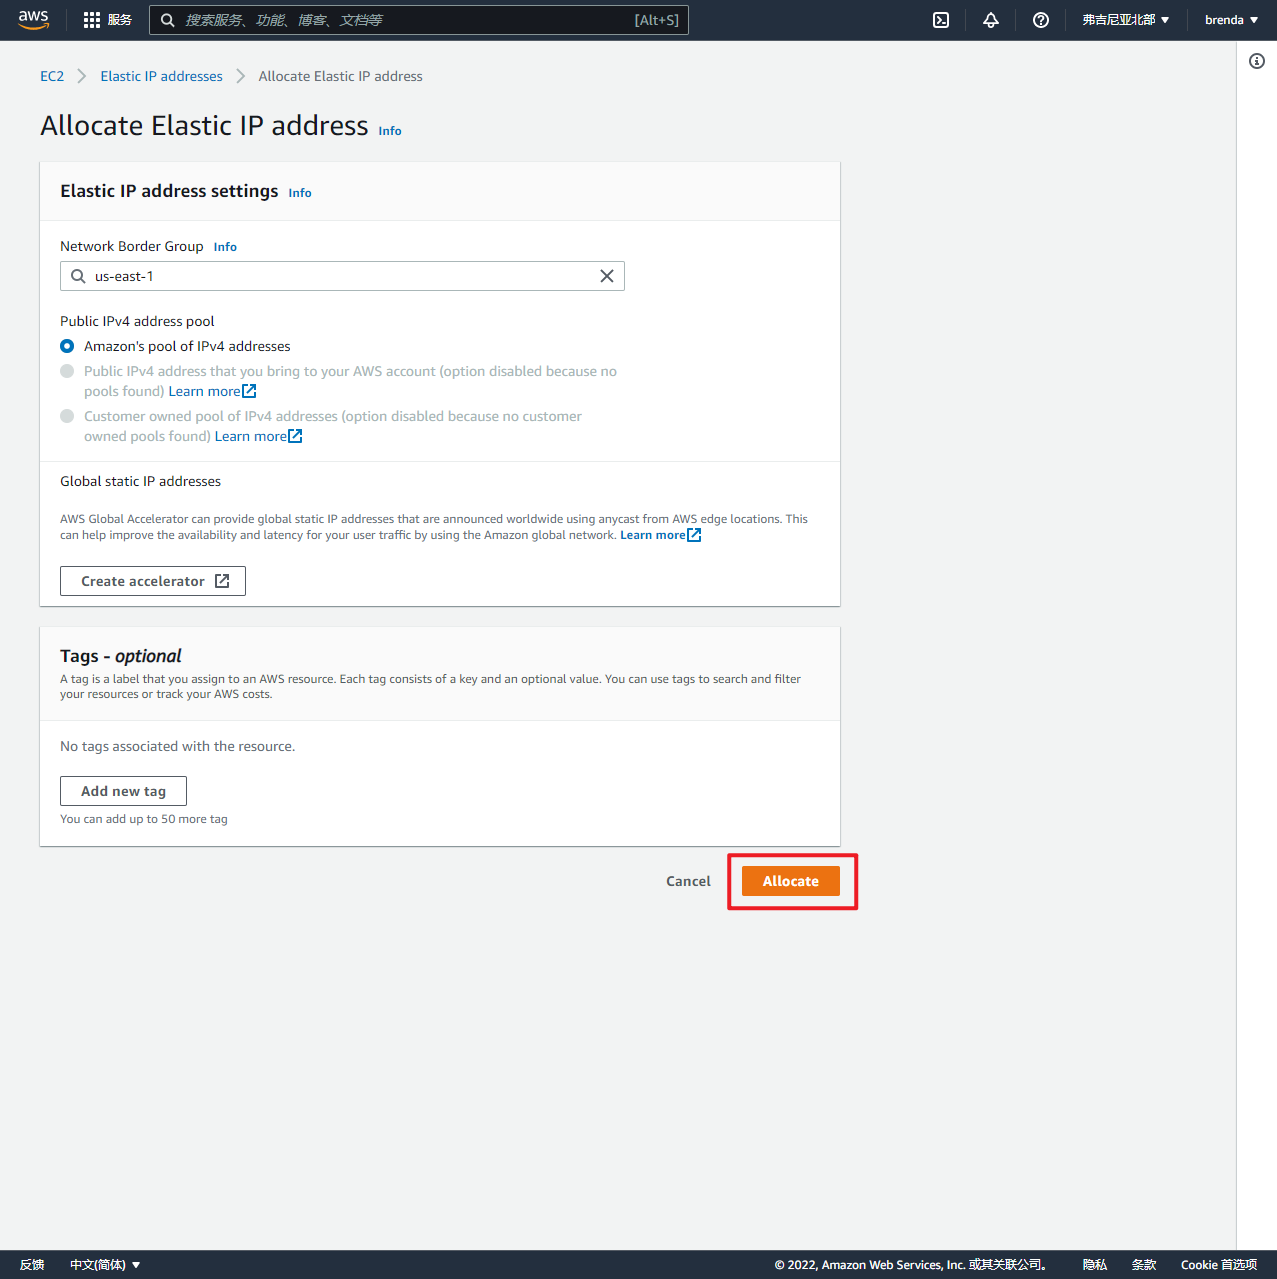 aws 服务 搜索服务、功能、博客、文档等 [Alt+S] 弗吉尼亚北部 brenda
EC2 Elastic IP addresses Allocate Elastic IP address
Allocate Elastic IP address Info
Elastic IP address settings Info
Network Border Group Info
us-east-1
Public IPv4 address pool
Amazon's pool of IPv4 addresses
Public IPv4 address that you bring to your AWS account (option disabled because no
pools found) Learn more
Customer owned pool of IPv4 addresses (option disabled because no customer
owned pools found) Learn more
Global static IP addresses
AWS Global Accelerator can provide global static IP addresses that are announced worldwide using anycast from AWS edge locations. This
can help improve the availability and latency for your user traffic by using the Amazon global network. Learn more
Create accelerator
Tags - optional
A tag is a label that you assign to an AWS resource. Each tag consists of a key and an optional value. You can use tags to search and filter
your resources or track your AWS costs.
No tags associated with the resource.
Add new tag
You can add up to 50 more tag
Cancel Allocate
反馈 中文(简体) © 2022, Amazon Web Services, Inc. 或其关联公司。 隐私 条款 Cookie 首选项